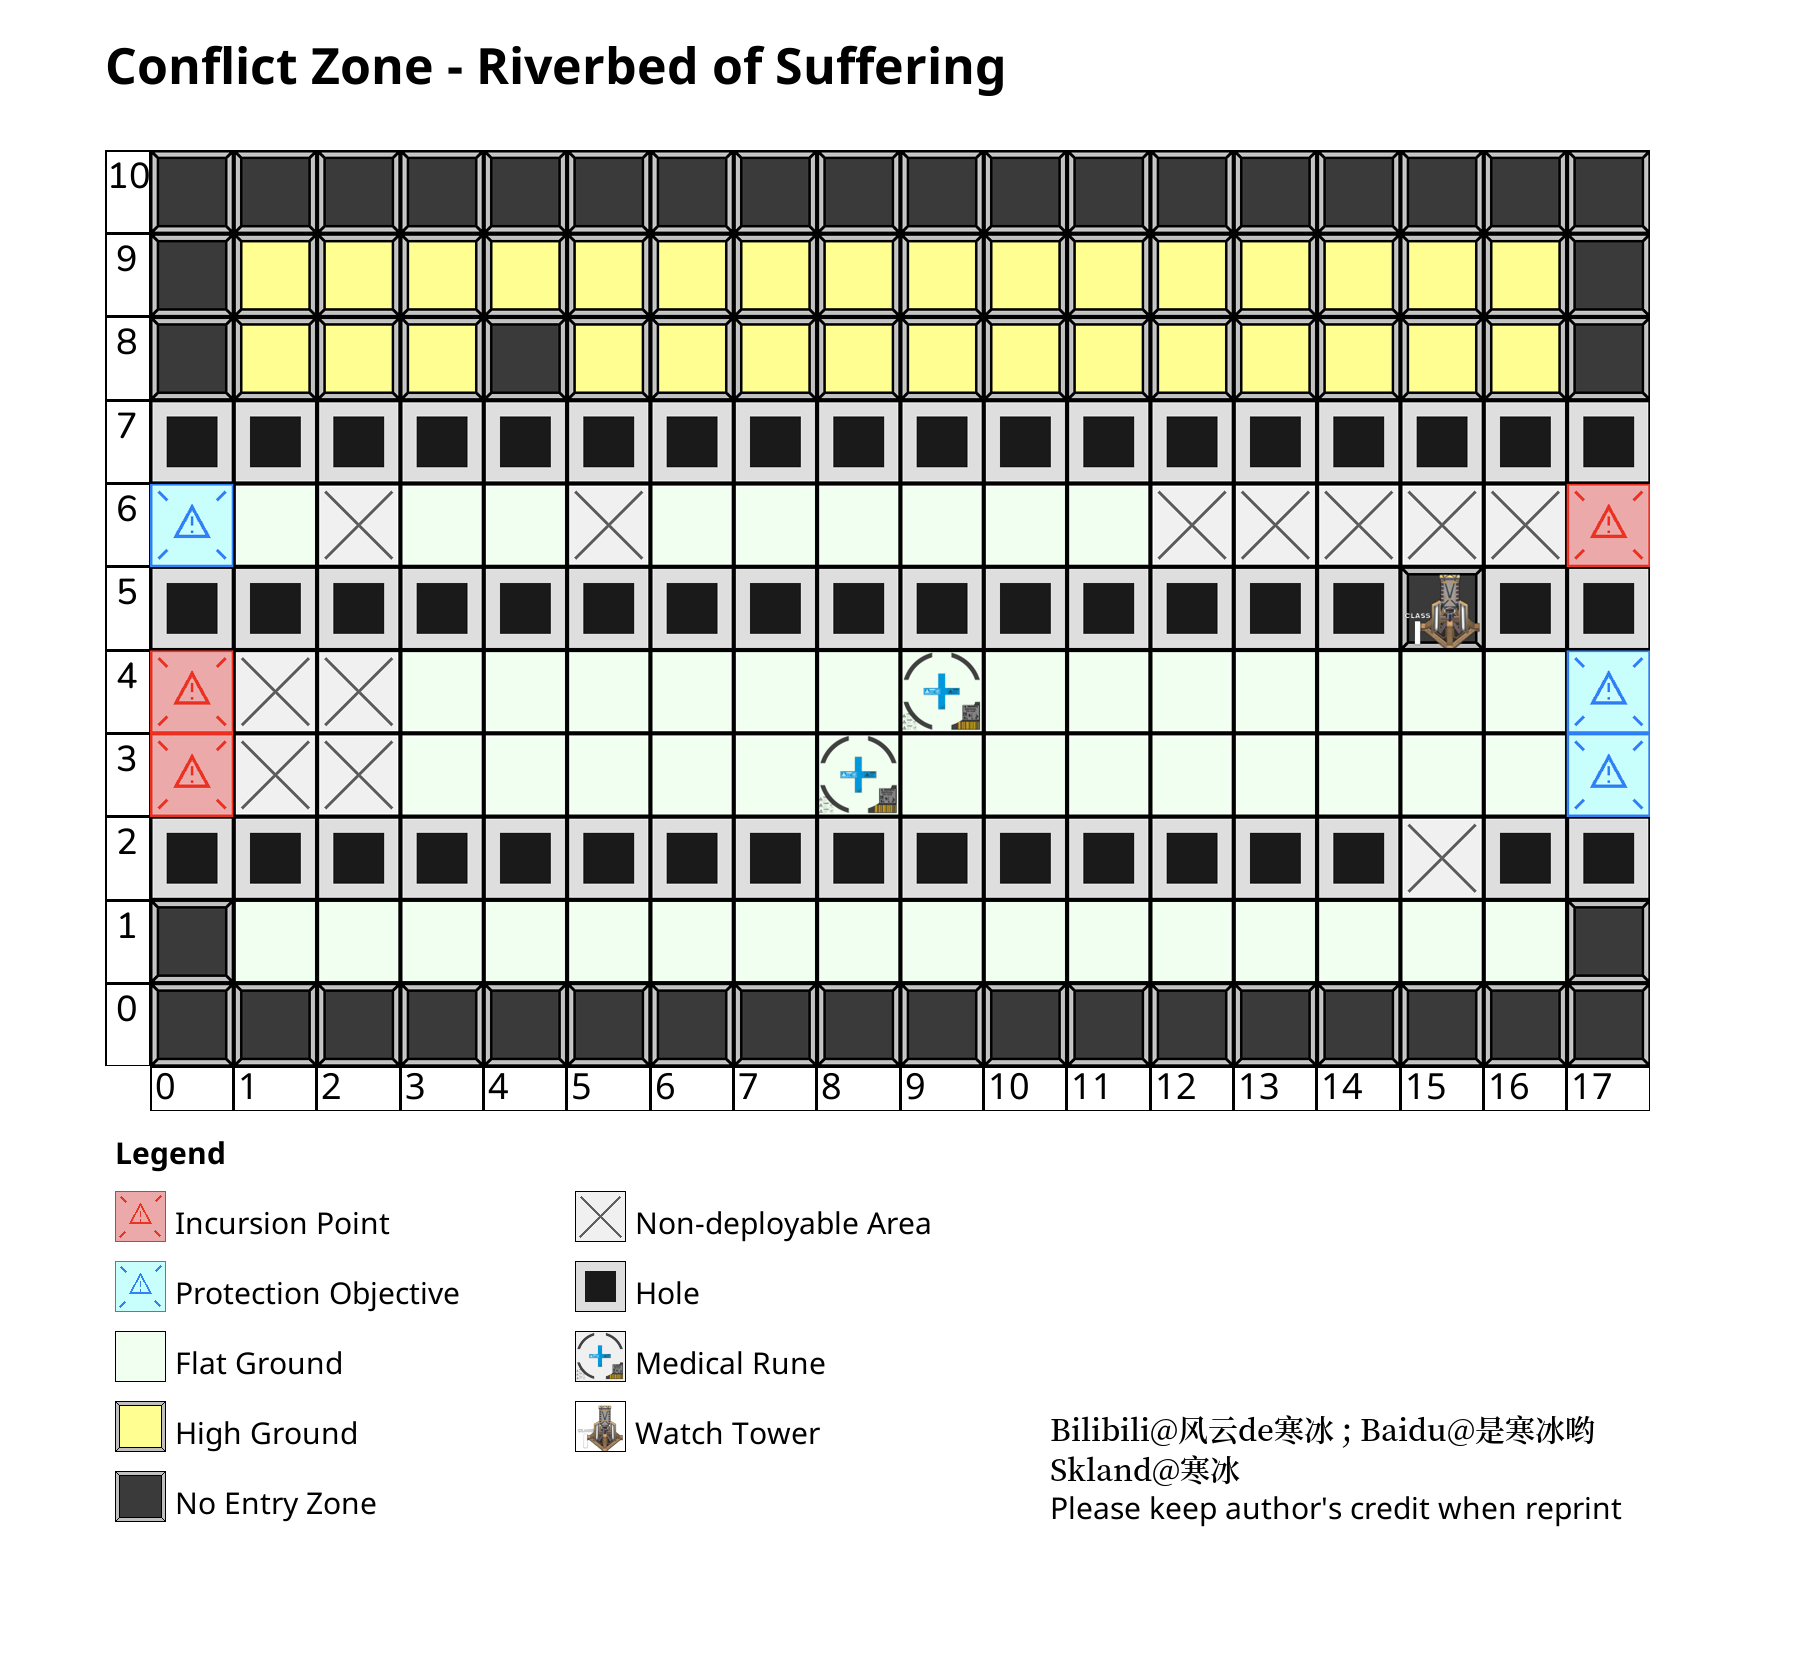 Conflict Zone - Riverbed of Suffering
10
9
8
7
6
5
CLASS
4
3
2
1
0
0 1 2 3 4 5 6 7 8 9 10 11 12 13 14 15 16 17
Legend
Incursion Point
Non-deployable Area
Protection Objective
Hole
Flat Ground
Medical Rune
High Ground
Watch Tower
No Entry Zone
Bilibili@风云de寒冰 ; Baidu@是寒冰哟
Skland@寒冰
Please keep author's credit when reprint